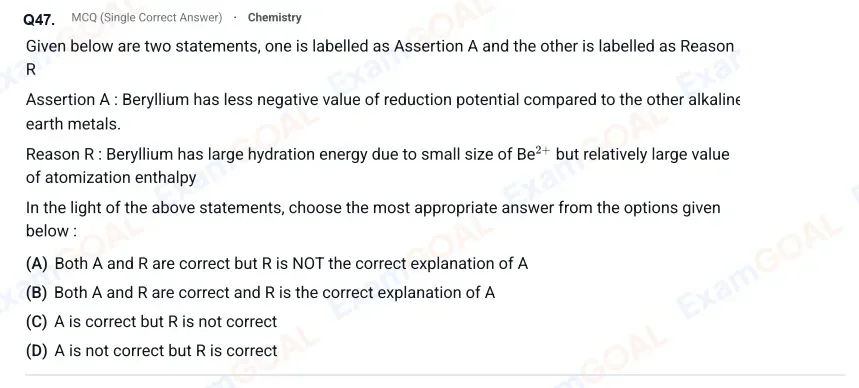 Q47. MCQ (Single Correct Answer) · Chemistry
Given below are two statements, one is labelled as Assertion A and the other is labelled as Reason
R
Assertion A : Beryllium has less negative value of reduction potential compared to the other alkaline
earth metals.
Reason R : Beryllium has large hydration energy due to small size of Be²⁺ but relatively large value
of atomization enthalpy
In the light of the above statements, choose the most appropriate answer from the options given
below :
(A) Both A and R are correct but R is NOT the correct explanation of A
(B) Both A and R are correct and R is the correct explanation of A
(C) A is correct but R is not correct
(D) A is not correct but R is correct
ExamGOAL